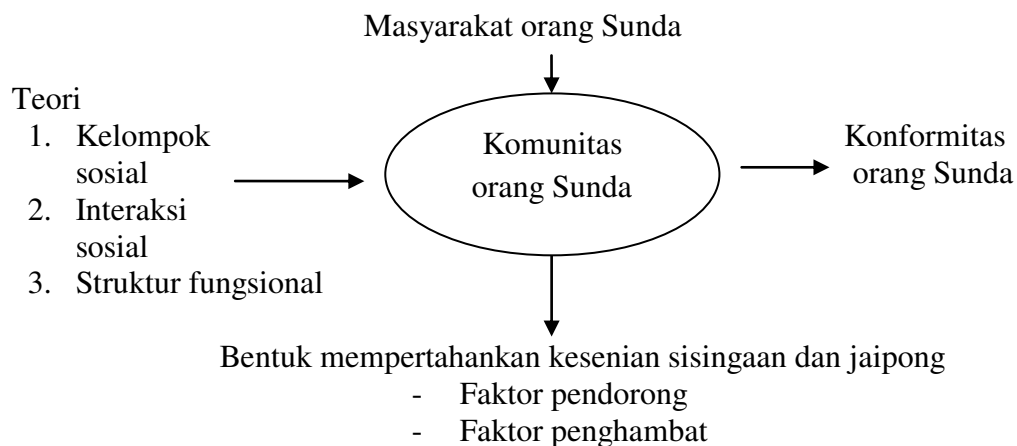 Masyarakat orang Sunda
Teori
1. Kelompok
sosial
2. Interaksi
sosial
3. Struktur fungsional
Komunitas
orang Sunda
Konformitas
orang Sunda
Bentuk mempertahankan kesenian sisingaan dan jaipong
- Faktor pendorong
- Faktor penghambat